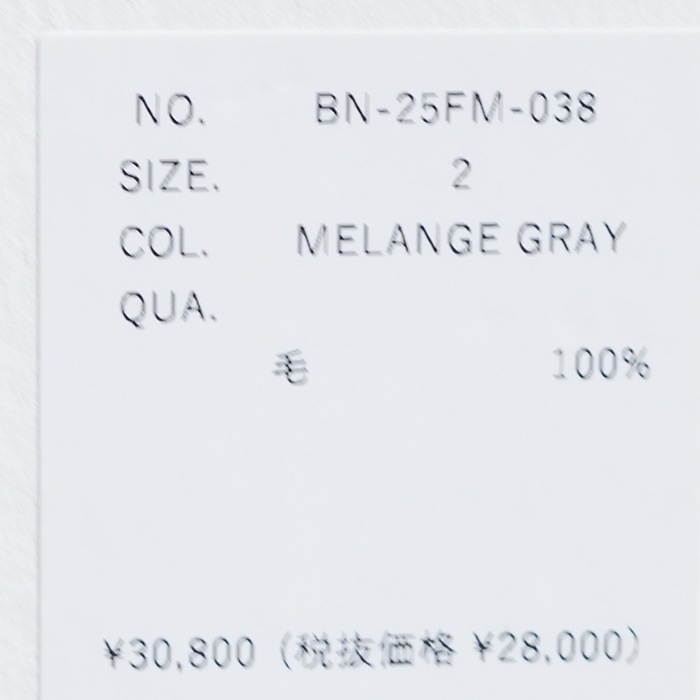 NO. BN-25FM-038
SIZE. 2
COL. MELANGE GRAY
QUA.
毛 100%
¥30,800 (税抜価格 ¥28,000)